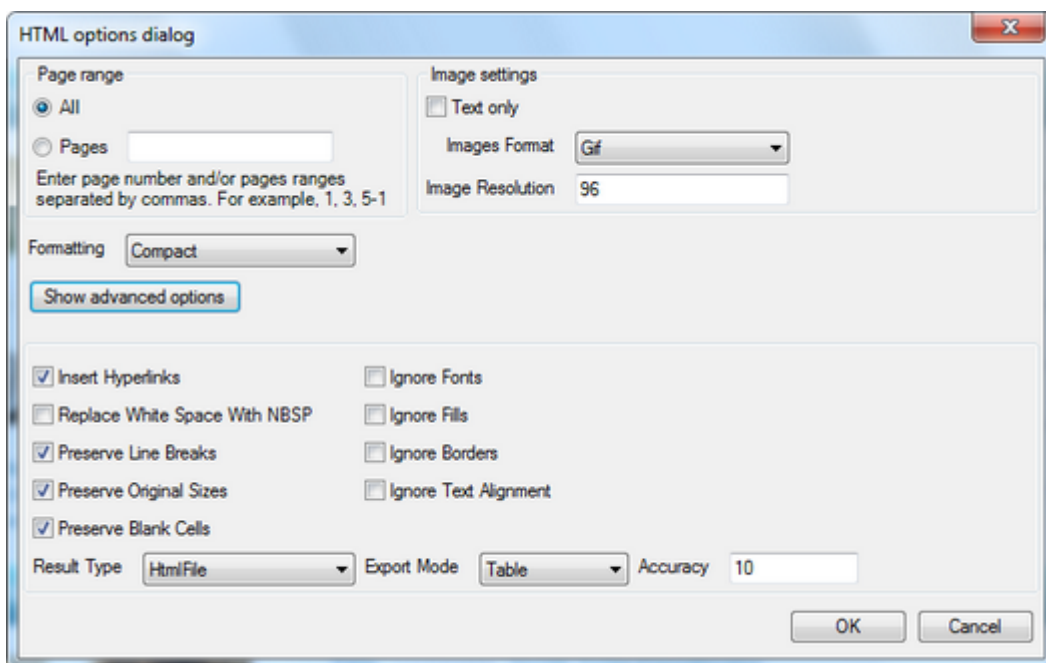 HTML options dialog
Page range
All
Pages
Enter page number and/or pages ranges
separated by commas. For example, 1, 3, 5-1
Image settings
Text only
Images Format Gif
Image Resolution 96
Formatting Compact
Show advanced options
Insert Hyperlinks
Replace White Space With NBSP
Preserve Line Breaks
Preserve Original Sizes
Preserve Blank Cells
Ignore Fonts
Ignore Fills
Ignore Borders
Ignore Text Alignment
Result Type HtmlFile Export Mode Table Accuracy 10
OK Cancel